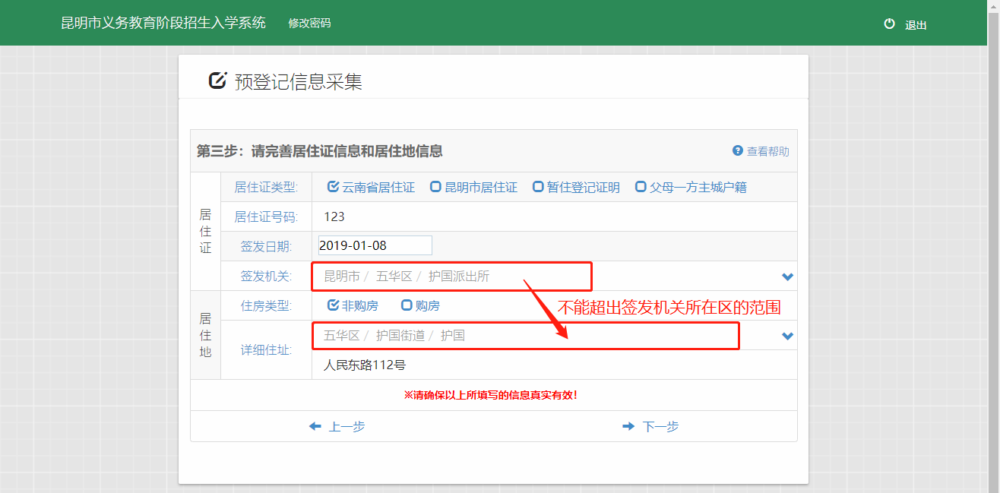 昆明市义务教育阶段招生入学系统 修改密码 退出
预登记信息采集
第三步：请完善居住证信息和居住地信息 查看帮助
居住证
居住证类型: 云南省居住证 昆明市居住证 暂住登记证明 父母一方主城户籍
居住证号码: 123
签发日期: 2019-01-08
签发机关: 昆明市 / 五华区 / 护国派出所
居住地
住房类型: 非购房 购房
不能超出签发机关所在区的范围
详细住址: 五华区 / 护国街道 / 护国
人民东路112号
※请确保以上所填写的信息真实有效!
上一步 下一步